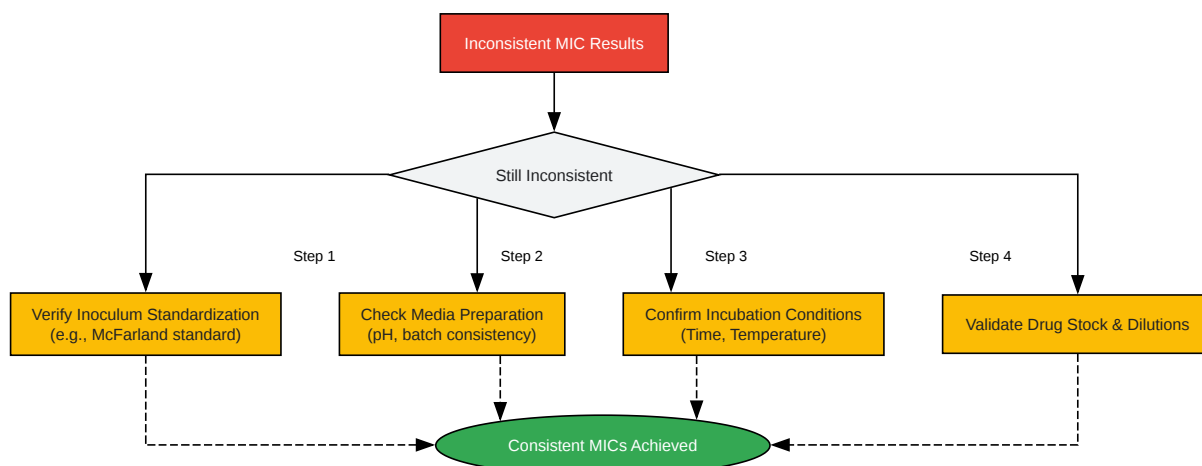 Inconsistent MIC Results
Still Inconsistent
Step 1
Step 2
Step 3
Step 4
Verify Inoculum Standardization
(e.g., McFarland standard)
Check Media Preparation
(pH, batch consistency)
Confirm Incubation Conditions
(Time, Temperature)
Validate Drug Stock & Dilutions
Consistent MICs Achieved